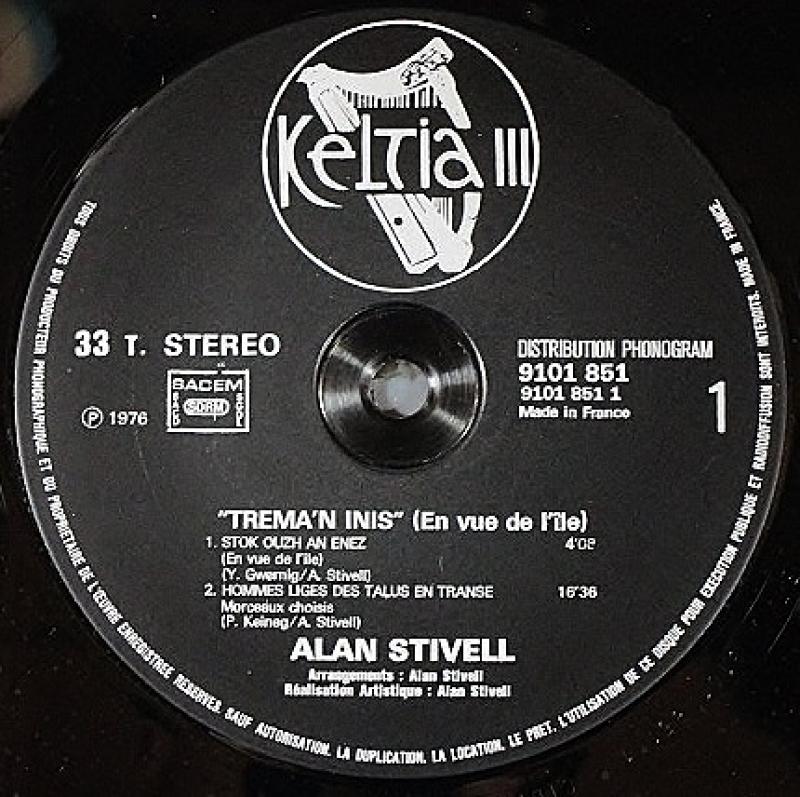 Keltia III
33 T. STEREO
SACEM
SDRM
℗ 1976
DISTRIBUTION PHONOGRAM
9101 851
9101 851 1
Made in France
1
"TREMA'N INIS" (En vue de l'île)
1. STOK OUZH AN ENEZ 4'08
(En vue de l'île)
(Y. Gwernig/A. Stivell)
2. HOMMES LIGES DES TALUS EN TRANSE 16'36
Morceaux choisis
(P. Keineg/A. Stivell)
ALAN STIVELL
Arrangements : Alan Stivell
Réalisation Artistique : Alan Stivell
TOUS DROITS DU PRODUCTEUR PHONOGRAPHIQUE ET DU PROPRIETAIRE DE L'ŒUVRE ENREGISTREE RESERVES. SAUF AUTORISATION. LA DUPLICATION. LA LOCATION. LE PRET. L'UTILISATION DE CE DISQUE POUR EXECUTION PUBLIQUE ET RADIODIFFUSION SONT INTERDITS. MADE IN FRANCE.